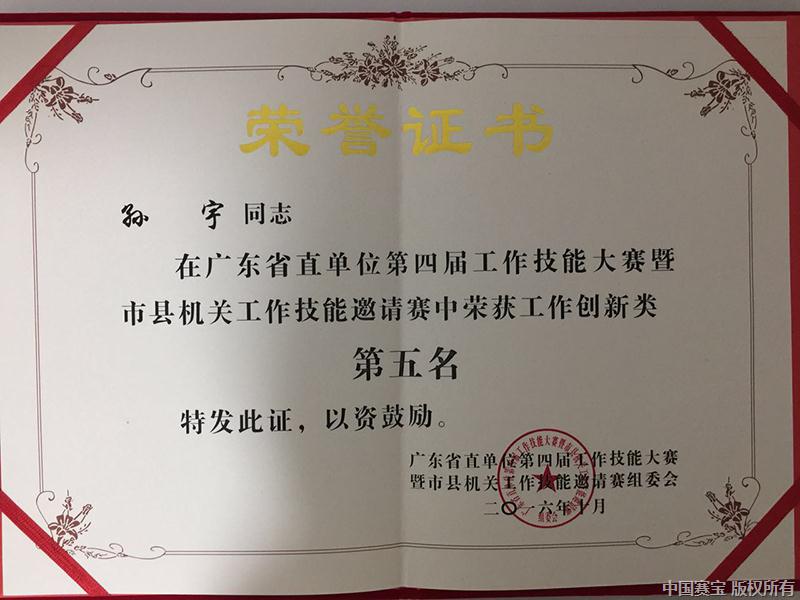 荣誉证书
孙 宇 同志
在广东省直单位第四届工作技能大赛暨
市县机关工作技能邀请赛中荣获工作创新类
第五名
特发此证，以资鼓励。
广东省直单位第四届工作技能大赛
暨市县机关工作技能邀请赛组委会
二〇一六年十月
组委会
中国赛宝 版权所有